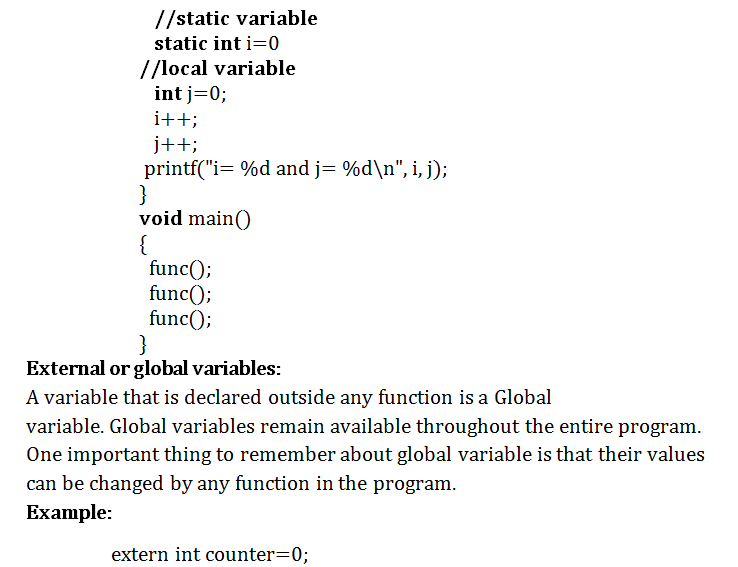 //static variable
static int i=0
//local variable
int j=0;
i++;
j++;
printf("i= %d and j= %d\n", i, j);
}
void main()
{
func();
func();
func();
}
External or global variables:
A variable that is declared outside any function is a Global
variable. Global variables remain available throughout the entire program.
One important thing to remember about global variable is that their values
can be changed by any function in the program.
Example:
extern int counter=0;